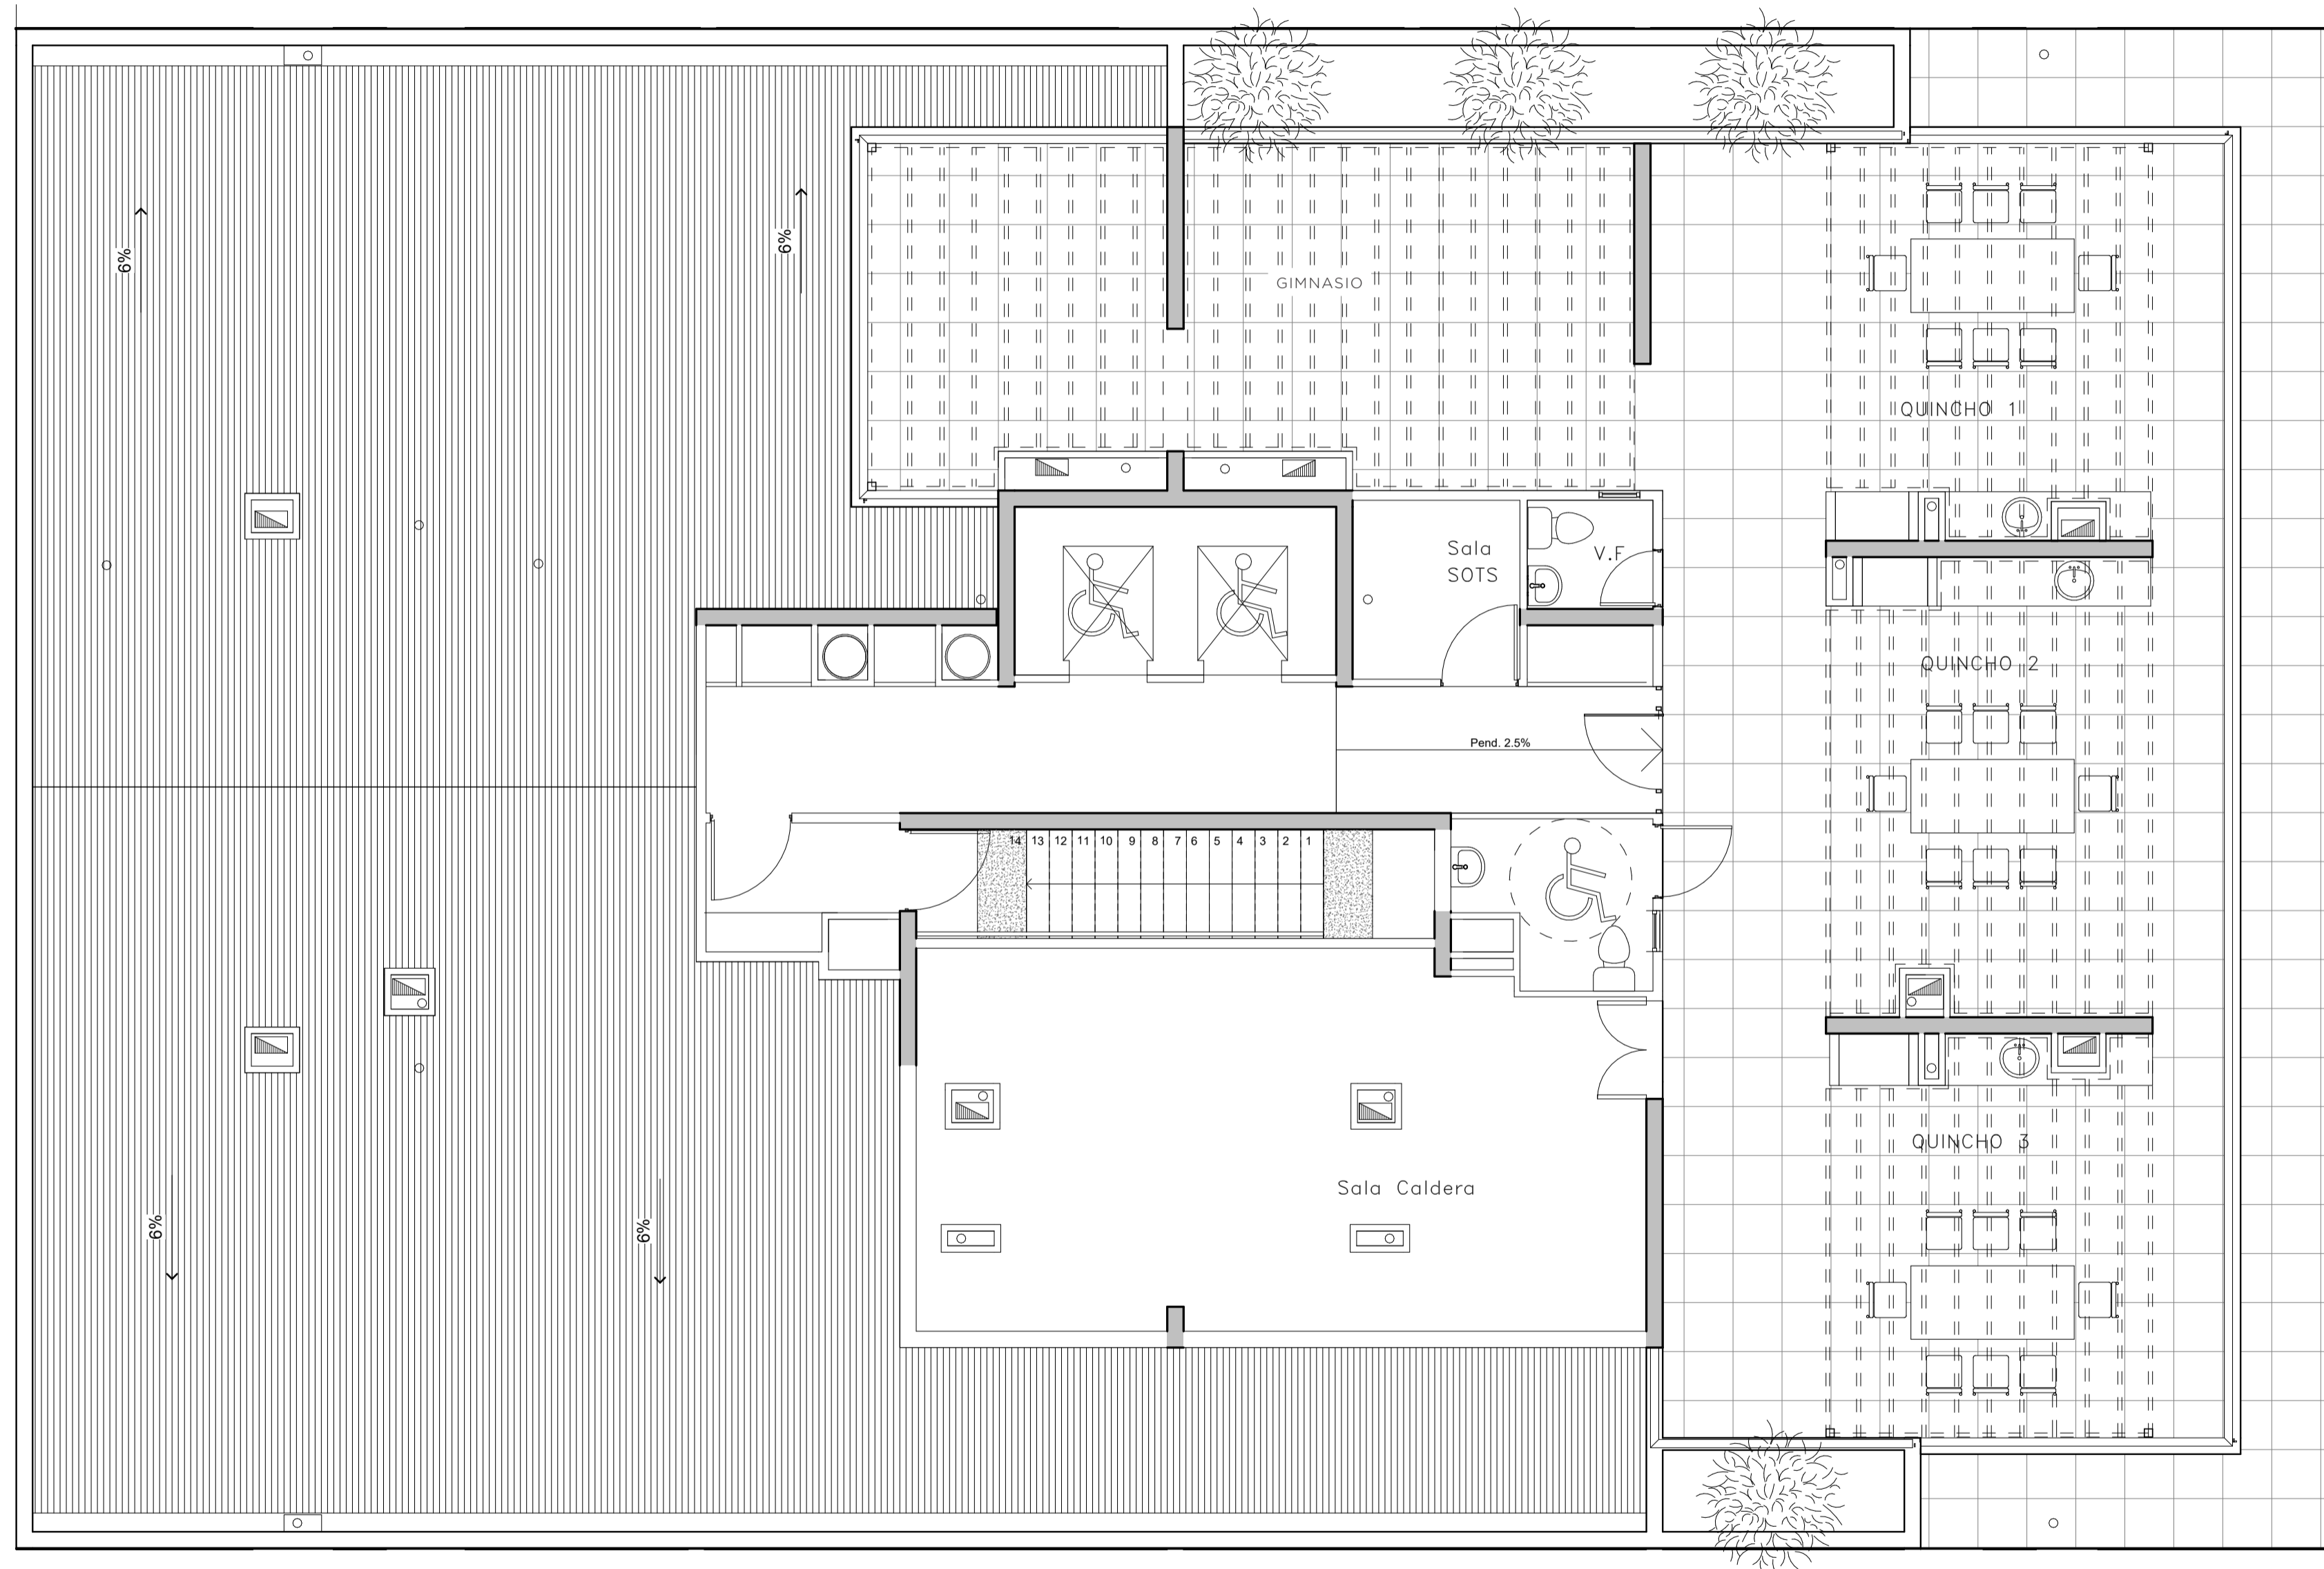 6%
6%
GIMNASIO
QUINCHO 1
Sala
SOTS
V.F
QUINCHO 2
Pend. 2.5%
14 13 12 11 10 9 8 7 6 5 4 3 2 1
QUINCHO 3
Sala Caldera
6%
6%